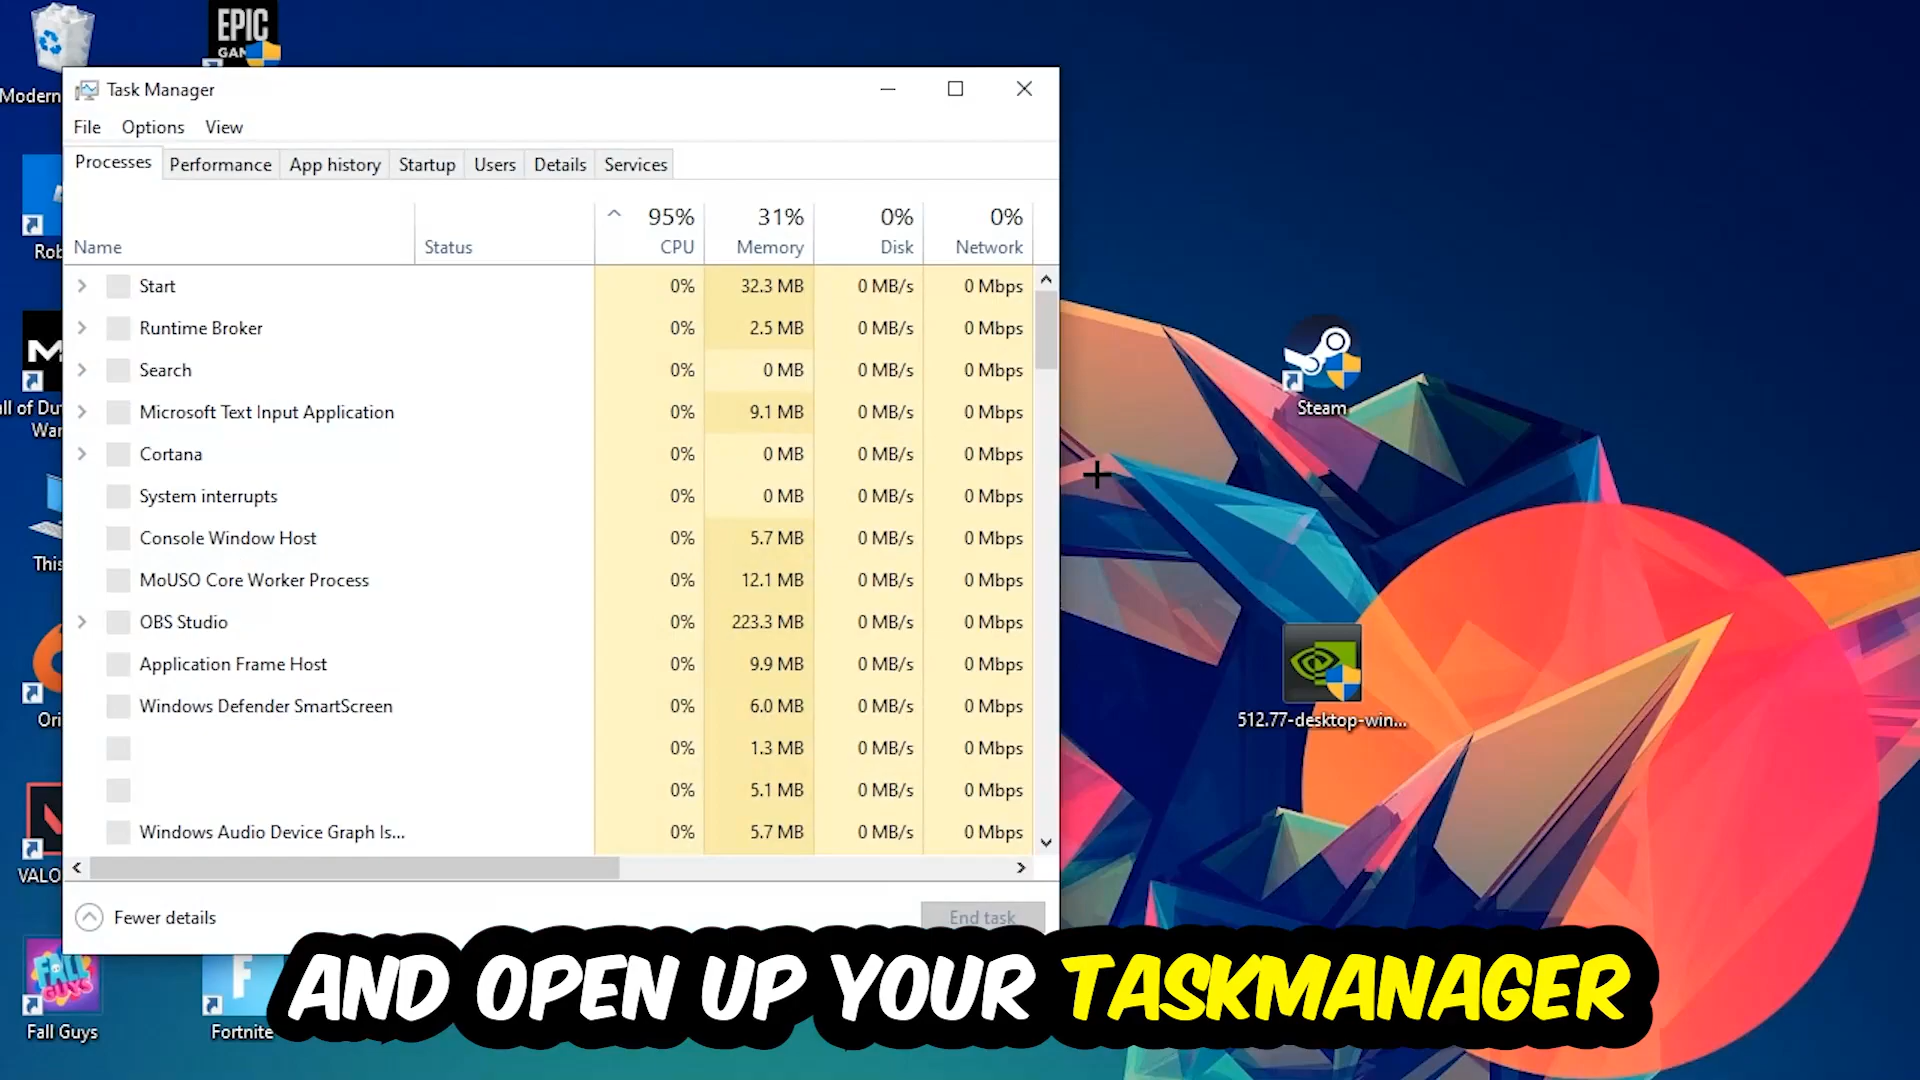 EPIC
GAM
Modern
Task Manager
File Options View
Processes Performance App history Startup Users Details Services
95% 31% 0% 0%
Name Status CPU Memory Disk Network
Start 0% 32.3 MB 0 MB/s 0 Mbps
Runtime Broker 0% 2.5 MB 0 MB/s 0 Mbps
Search 0% 0 MB 0 MB/s 0 Mbps
Microsoft Text Input Application 0% 9.1 MB 0 MB/s 0 Mbps
Cortana 0% 0 MB 0 MB/s 0 Mbps
System interrupts 0% 0 MB 0 MB/s 0 Mbps
Console Window Host 0% 5.7 MB 0 MB/s 0 Mbps
MoUSO Core Worker Process 0% 12.1 MB 0 MB/s 0 Mbps
OBS Studio 0% 223.3 MB 0 MB/s 0 Mbps
Application Frame Host 0% 9.9 MB 0 MB/s 0 Mbps
Windows Defender SmartScreen 0% 6.0 MB 0 MB/s 0 Mbps
0% 1.3 MB 0 MB/s 0 Mbps
0% 5.1 MB 0 MB/s 0 Mbps
Windows Audio Device Graph Is... 0% 5.7 MB 0 MB/s 0 Mbps
Fewer details End task
Rob
M
all of Du
War
This
Ori
VALO
Fall Guys
Fortnite
Steam
512.77-desktop-win...
AND OPEN UP YOUR TASKMANAGER